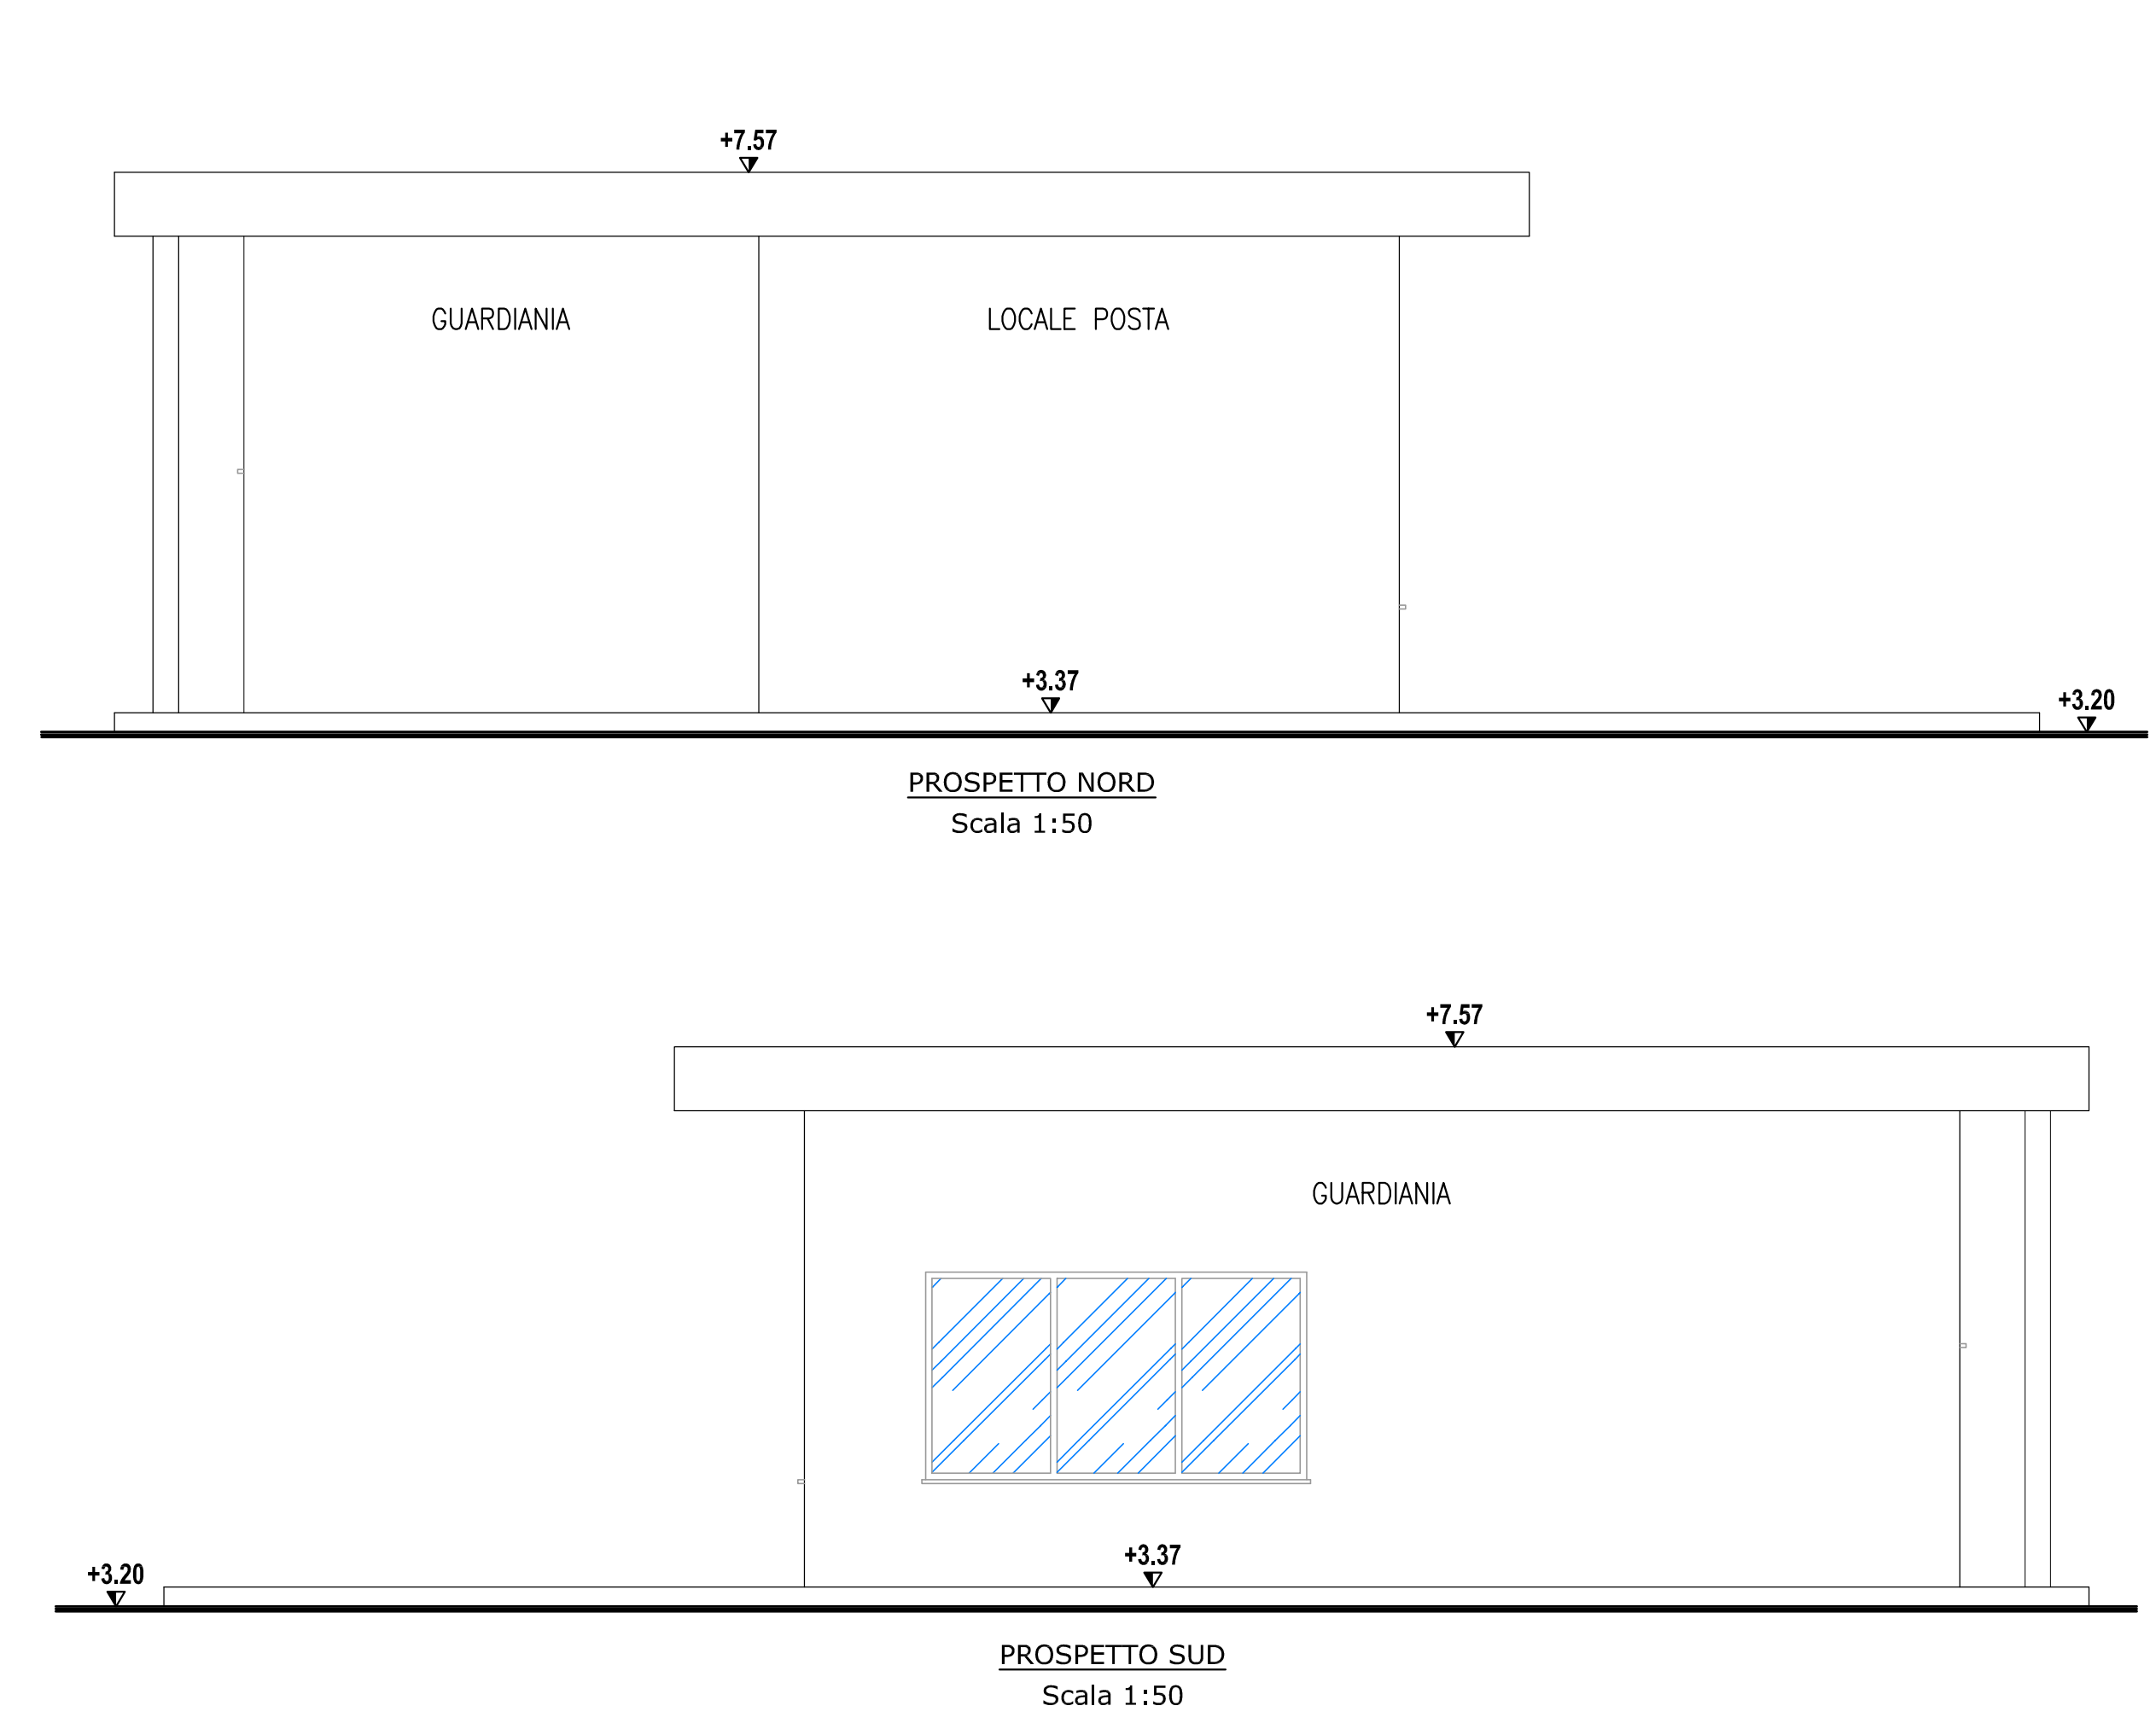 +7.57
GUARDIANIA
LOCALE POSTA
+3.37
+3.20
PROSPETTO NORD
Scala 1:50
+7.57
GUARDIANIA
+3.37
+3.20
PROSPETTO SUD
Scala 1:50